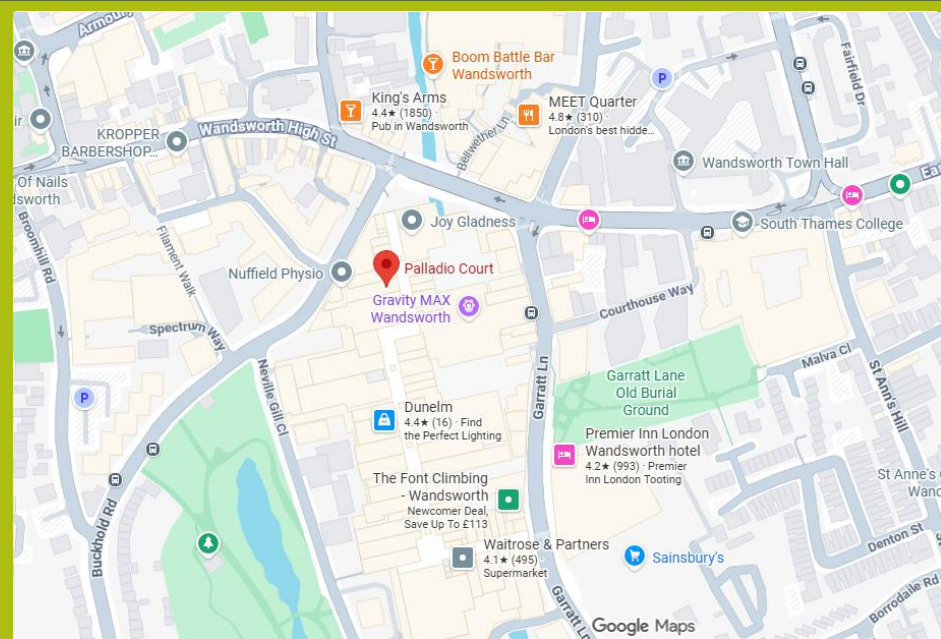 Armou
Boom Battle Bar
Wandsworth
P
Fairfield Dr
King's Arms
4.4★ (1850) ·
Pub in Wandsworth
MEET Quarter
4.8★ (310) ·
London's best hidde...
ir
KROPPER
BARBERSHOP...
Wandsworth High St
Bellwether Ln
Wandsworth Town Hall
Eas
Of Nails
dsworth
Joy Gladness
South Thames College
Broomhill Rd
Filament Walk
Nuffield Physio
Palladio Court
Gravity MAX
Wandsworth
Courthouse Way
Spectrum Way
Malva Cl
Neville Gill Cl
Garratt Ln
Garratt Lane
Old Burial
Ground
St Ann's Hill
P
Dunelm
4.4★ (16) · Find
the Perfect Lighting
Premier Inn London
Wandsworth hotel
4.2★ (993) · Premier
Inn London Tooting
The Font Climbing
- Wandsworth
Newcomer Deal,
Save Up To £113
St Anne's
Wand
Buckhold Rd
Waitrose & Partners
4.1★ (495) ·
Supermarket
Sainsbury's
Denton St
Garratt Ln
Borrodaile Rd
Google Maps